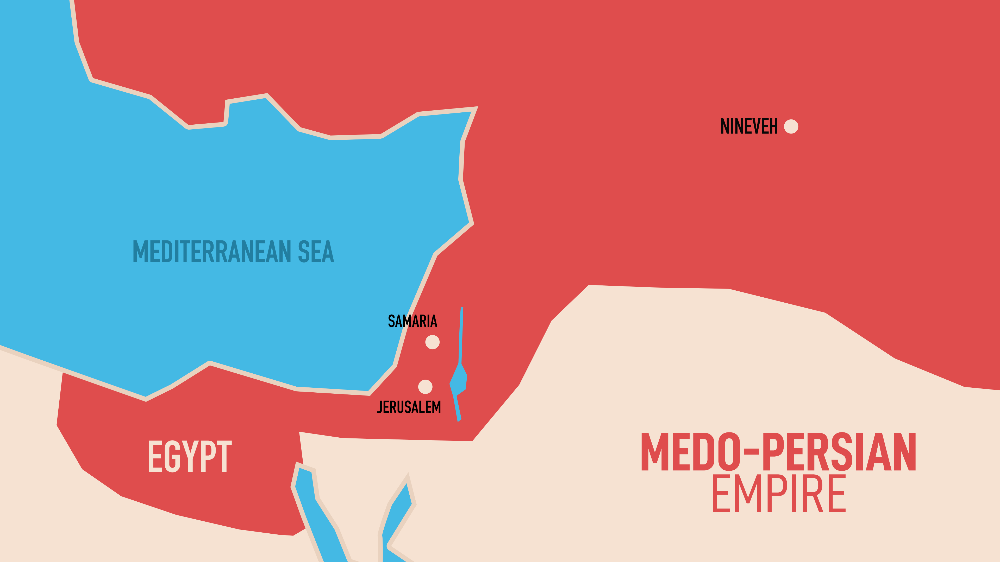 NINEVEH
MEDITERRANEAN SEA
SAMARIA
JERUSALEM
EGYPT
MEDO-PERSIAN
EMPIRE